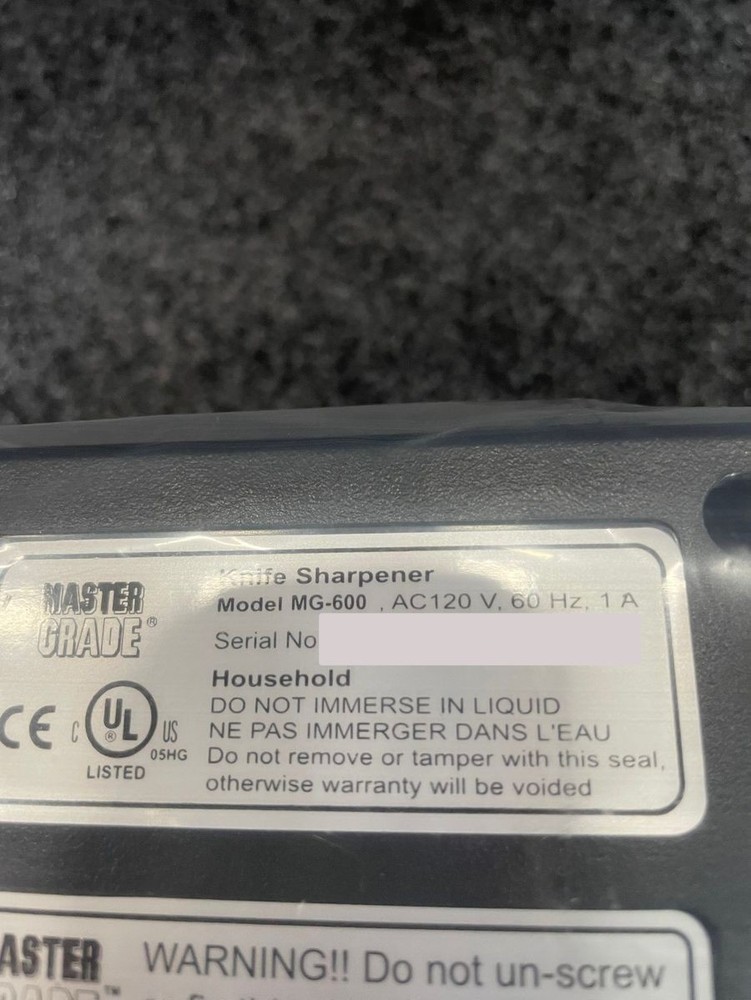 MASTER
GRADE®
Knife Sharpener
Model MG-600 , AC120 V, 60 Hz, 1 A
Serial No
Household
DO NOT IMMERSE IN LIQUID
NE PAS IMMERGER DANS L'EAU
Do not remove or tamper with this seal,
otherwise warranty will be voided
CE
C UL® US
05HG
LISTED
ASTER
RADE™
WARNING!! Do not un-screw